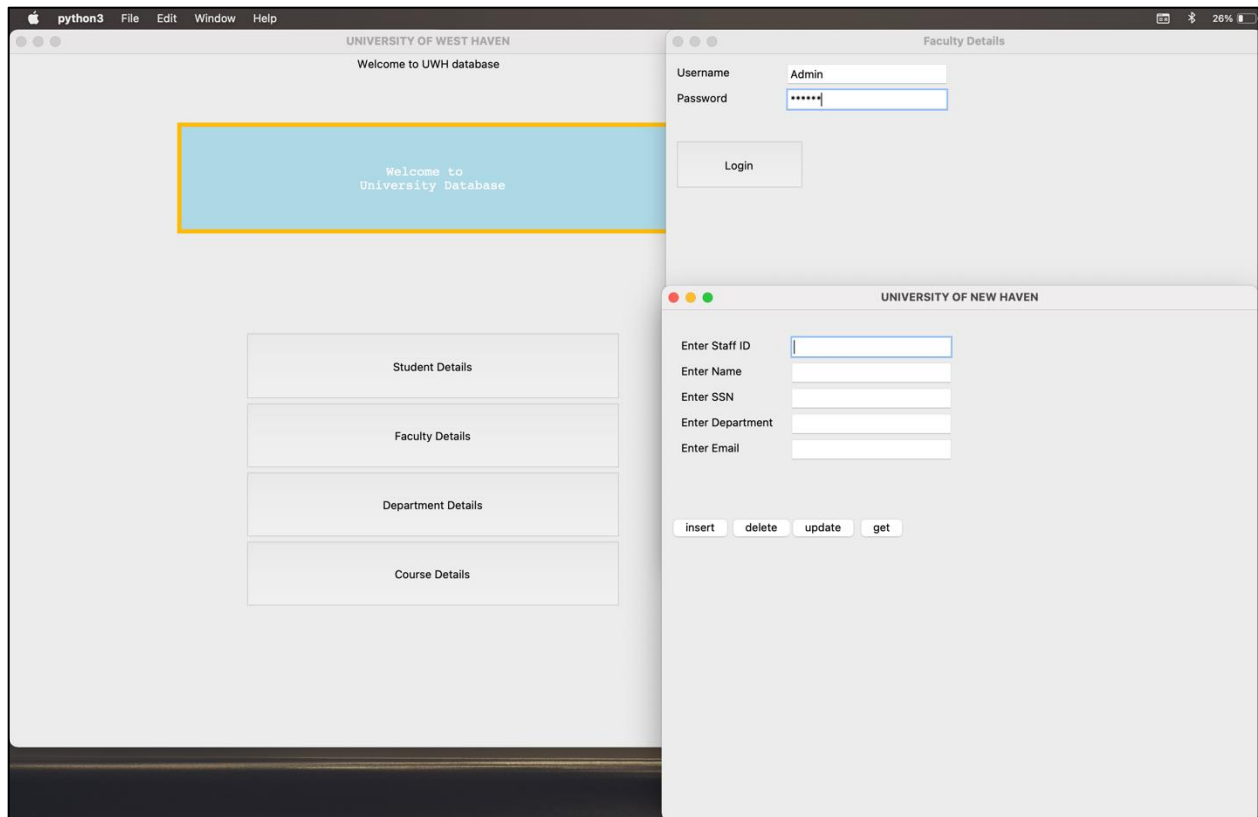 python3 File Edit Window Help 26%
UNIVERSITY OF WEST HAVEN
Welcome to UWH database
Welcome to
University Database
Student Details
Faculty Details
Department Details
Course Details
Faculty Details
Username Admin
Password ••••••
Login
UNIVERSITY OF NEW HAVEN
Enter Staff ID
Enter Name
Enter SSN
Enter Department
Enter Email
insert delete update get